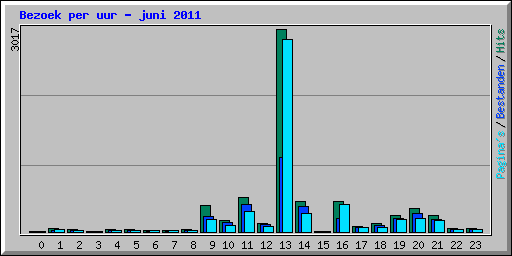 Bezoek per uur - juni 2011
3017
Pagina's / Bestanden / Hits
0 1 2 3 4 5 6 7 8 9 10 11 12 13 14 15 16 17 18 19 20 21 22 23